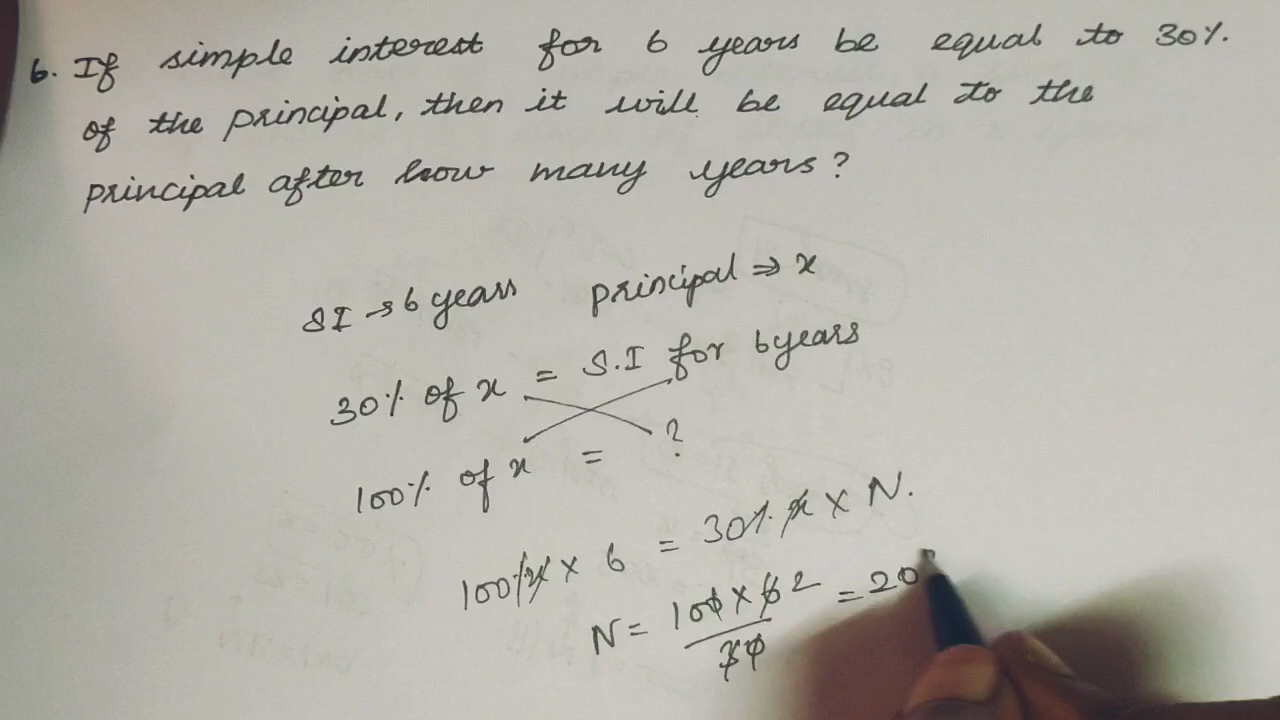 6. If simple interest for 6 years be equal to 30%.
of the principal, then it will be equal to the
principal after how many years?
SI → 6 years principal ⇒ x
30% of x = S.I for 6 years
100% of x = ?
100% x × 6 = 30% x × N.
N = 100 × 6 2 = 20
30